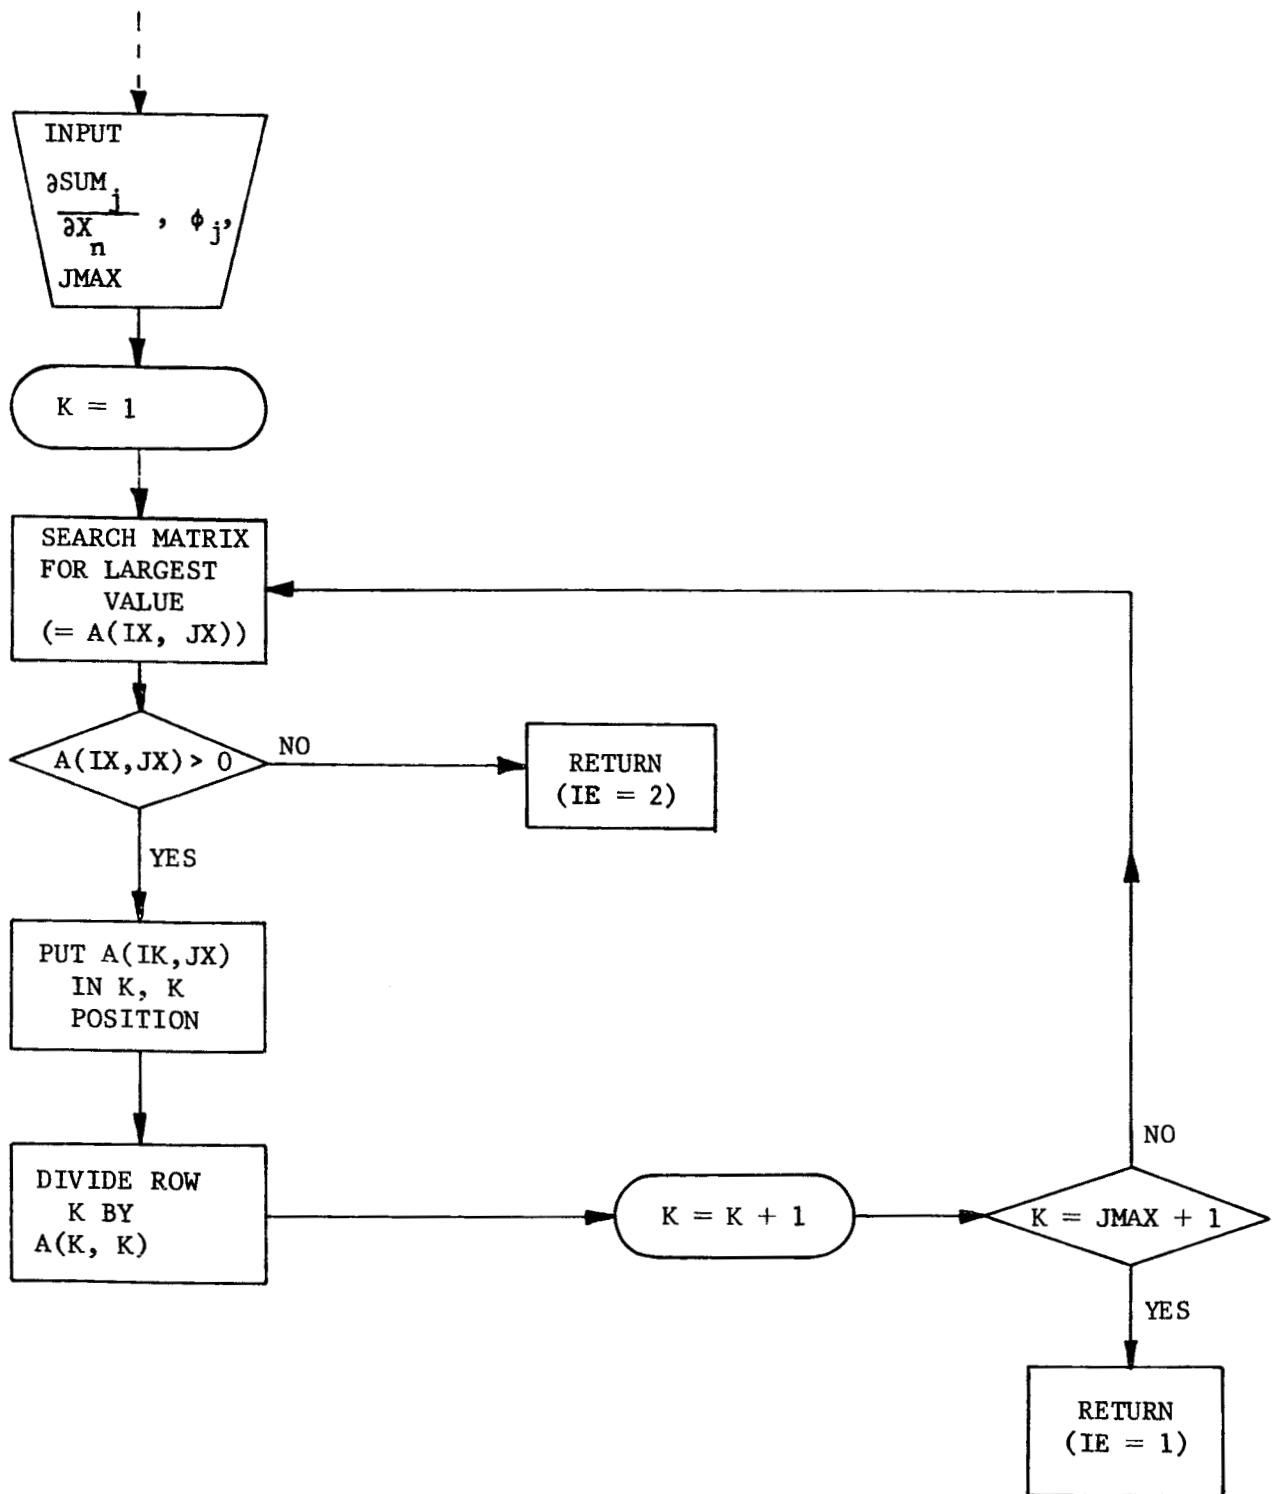 INPUT
∂SUM_j
∂X_n , ϕ_j,
JMAX
K = 1
SEARCH MATRIX
FOR LARGEST
VALUE
(= A(IX, JX))
A(IX,JX) > 0
NO
RETURN
(IE = 2)
YES
PUT A(IK,JX)
IN K, K
POSITION
DIVIDE ROW
K BY
A(K, K)
K = K + 1
K = JMAX + 1
NO
YES
RETURN
(IE = 1)